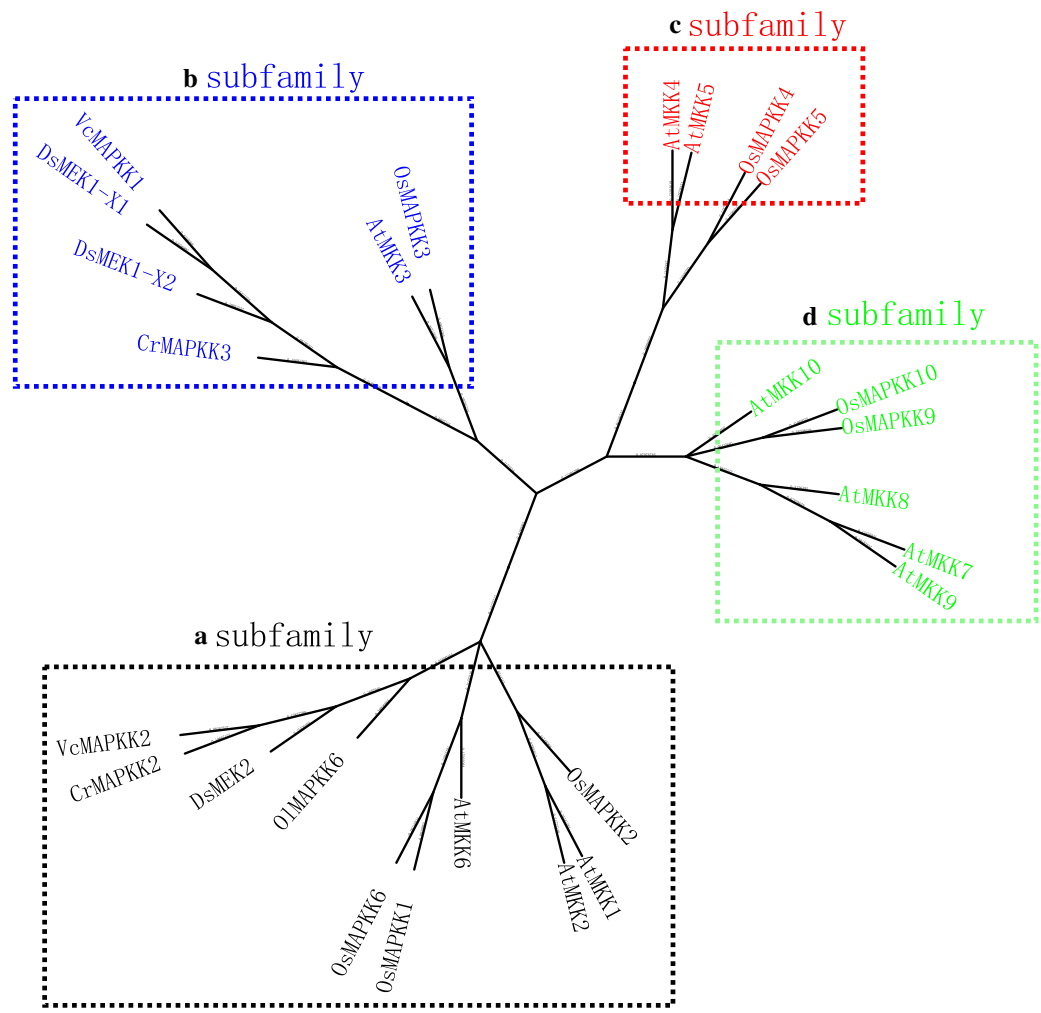 c subfamily
AtMKK4
AtMKK5
OsMAPKK4
OsMAPKK5
b subfamily
VcMAPKK1
DsMEK1-X1
DsMEK1-X2
CrMAPKK3
OsMAPKK3
AtMKK3
d subfamily
AtMKK10
OsMAPKK10
OsMAPKK9
AtMKK8
AtMKK7
AtMKK9
a subfamily
VcMAPKK2
CrMAPKK2
DsMEK2
OlMAPKK6
OsMAPKK6
OsMAPKK1
AtMKK6
AtMKK2
AtMKK1
OsMAPKK2